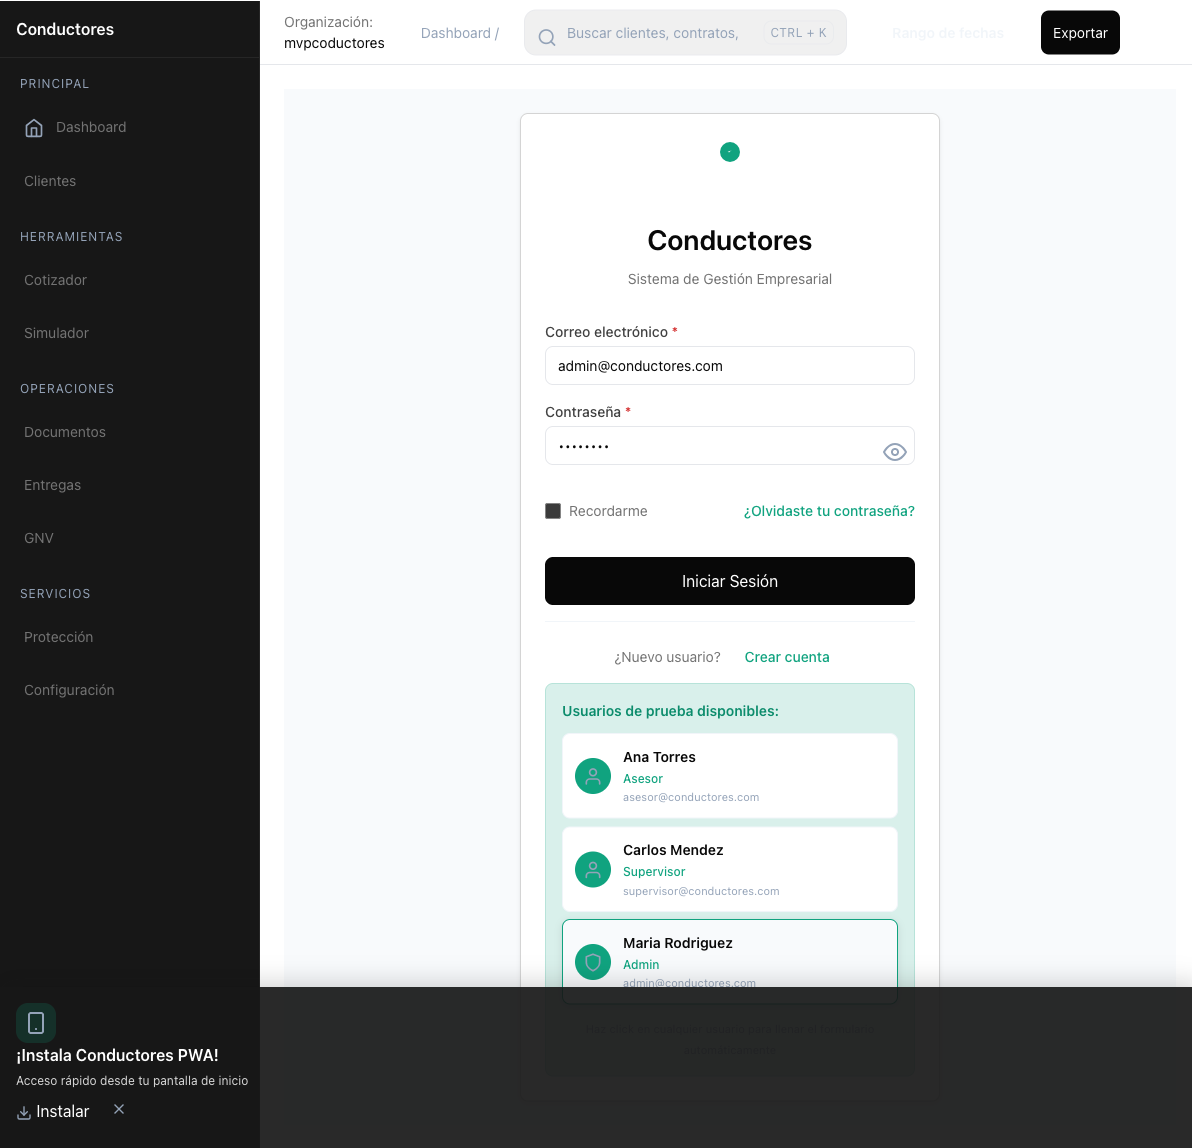 Conductores
PRINCIPAL
Dashboard
Clientes
HERRAMIENTAS
Cotizador
Simulador
OPERACIONES
Documentos
Entregas
GNV
SERVICIOS
Protección
Configuración
¡Instala Conductores PWA!
Acceso rápido desde tu pantalla de inicio
Instalar
Organización:
mvpcoductores
Dashboard /
Buscar clientes, contratos,
CTRL + K
Rango de fechas
Exportar
Conductores
Sistema de Gestión Empresarial
Correo electrónico *
admin@conductores.com
Contraseña *
••••••••
Recordarme
¿Olvidaste tu contraseña?
Iniciar Sesión
¿Nuevo usuario? Crear cuenta
Usuarios de prueba disponibles:
Ana Torres
Asesor
asesor@conductores.com
Carlos Mendez
Supervisor
supervisor@conductores.com
Maria Rodriguez
Admin
admin@conductores.com